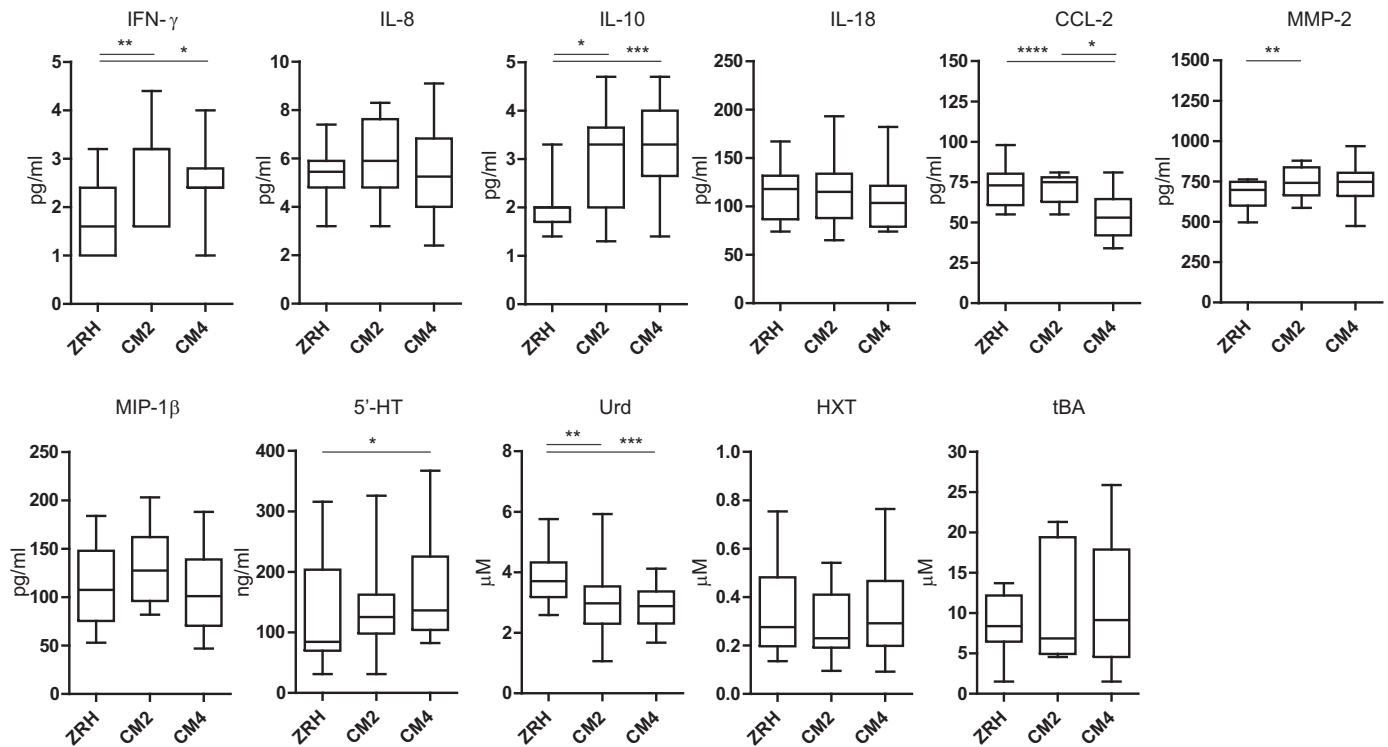 IFN- γ
IL-8
IL-10
IL-18
CCL-2
MMP-2
** *
* ***
**** *
**
5
4
3
2
1
0
pg/ml
ZRH CM2 CM4
10
8
6
4
2
0
pg/ml
ZRH CM2 CM4
5
4
3
2
1
0
pg/ml
ZRH CM2 CM4
250
200
150
100
50
0
pg/ml
ZRH CM2 CM4
150
125
100
75
50
25
0
pg/ml
ZRH CM2 CM4
1500
1250
1000
750
500
250
0
pg/ml
ZRH CM2 CM4
MIP-1β
5’-HT
Urd
HXT
tBA
*
** ***
250
200
150
100
50
0
pg/ml
ZRH CM2 CM4
400
300
200
100
0
ng/ml
ZRH CM2 CM4
8
6
4
2
0
μM
ZRH CM2 CM4
1.0
0.8
0.6
0.4
0.2
0.0
μM
ZRH CM2 CM4
30
25
20
15
10
5
0
μM
ZRH CM2 CM4